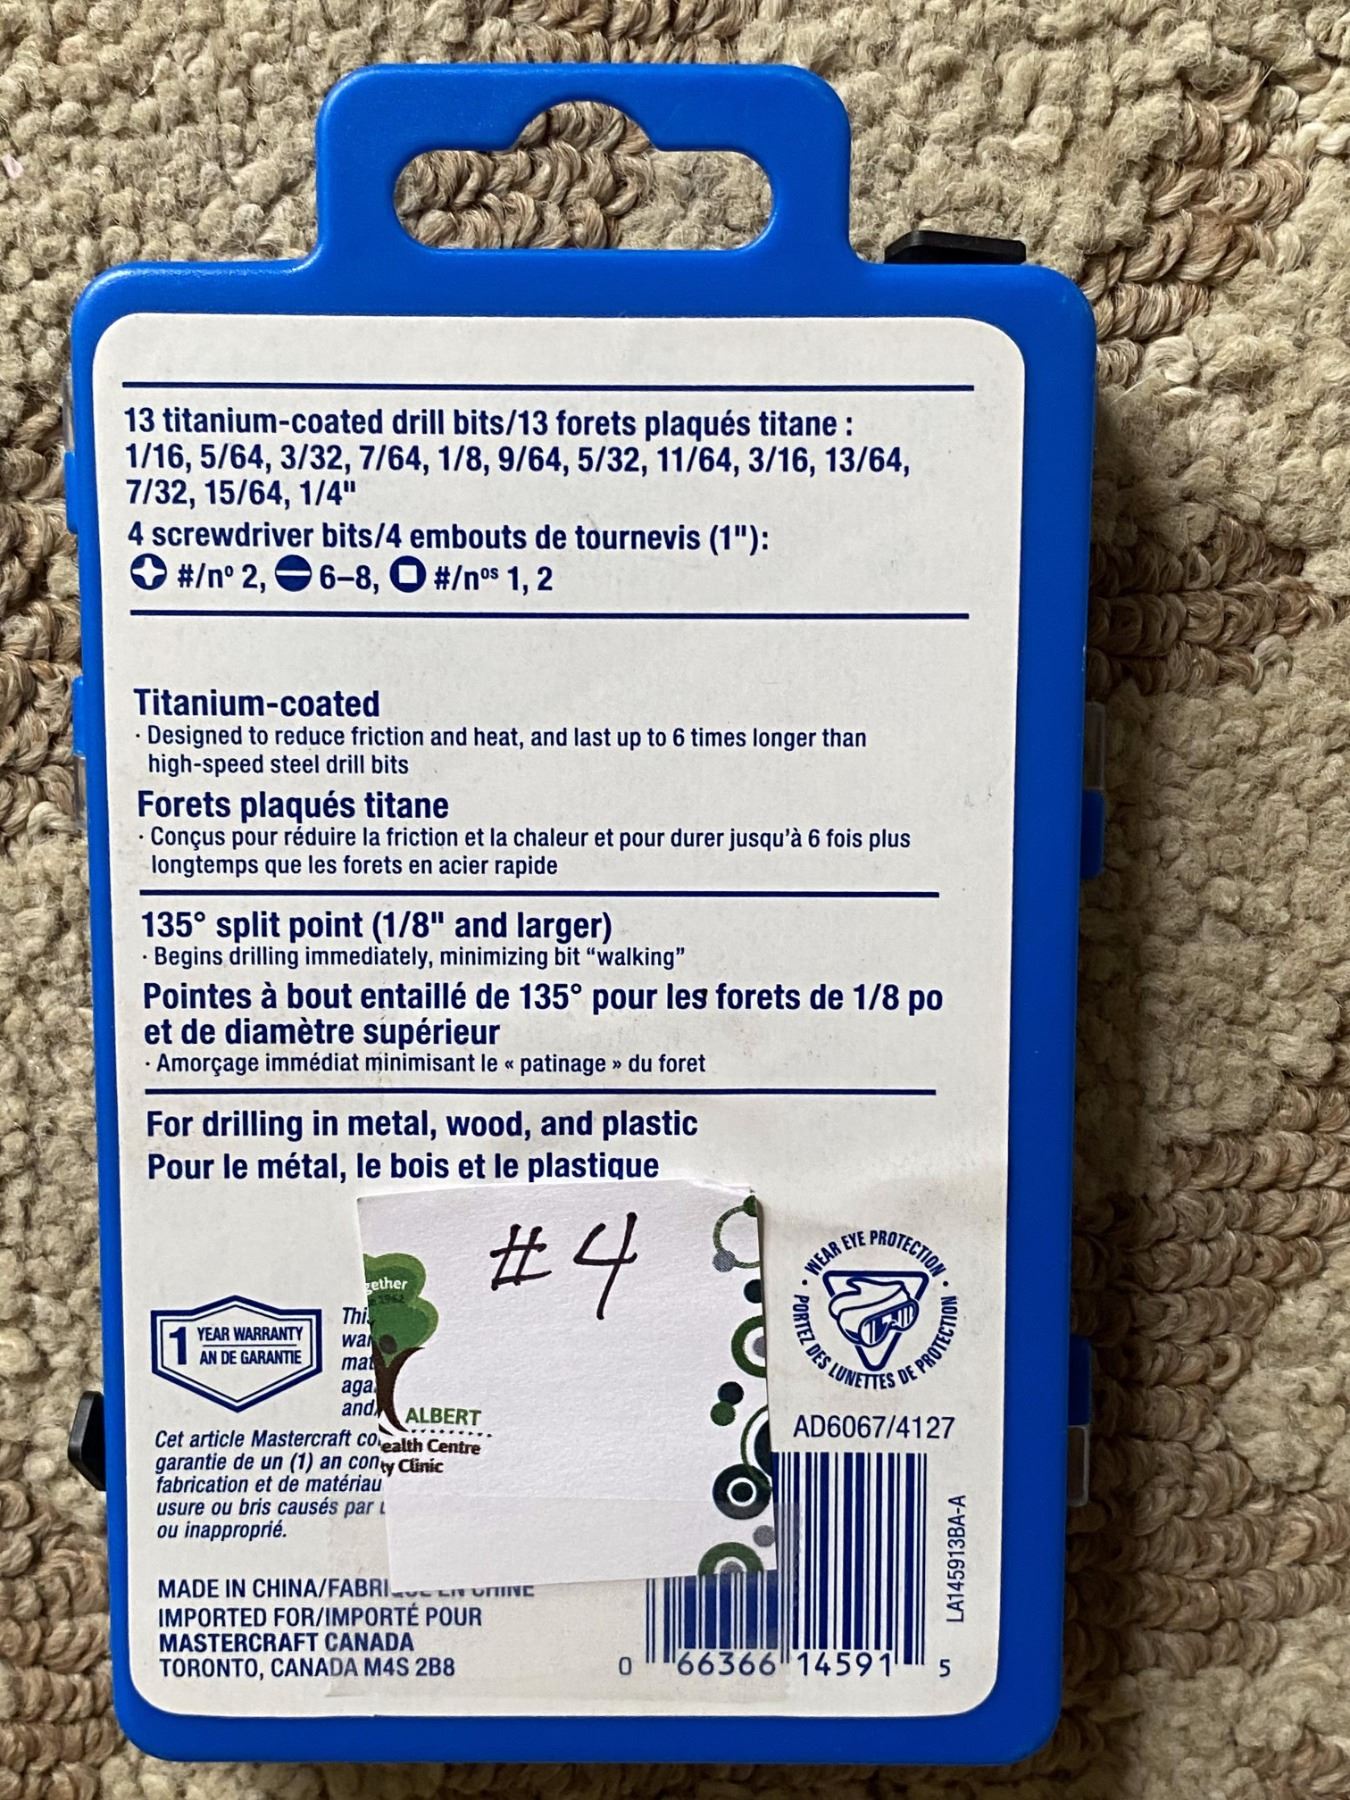 13 titanium-coated drill bits/13 forets plaqués titane :
1/16, 5/64, 3/32, 7/64, 1/8, 9/64, 5/32, 11/64, 3/16, 13/64,
7/32, 15/64, 1/4"
4 screwdriver bits/4 embouts de tournevis (1"):
#/nº 2, 6–8, #/nos 1, 2
Titanium-coated
· Designed to reduce friction and heat, and last up to 6 times longer than
high-speed steel drill bits
Forets plaqués titane
· Conçus pour réduire la friction et la chaleur et pour durer jusqu'à 6 fois plus
longtemps que les forets en acier rapide
135° split point (1/8" and larger)
· Begins drilling immediately, minimizing bit “walking”
Pointes à bout entaillé de 135° pour les forets de 1/8 po
et de diamètre supérieur
· Amorçage immédiat minimisant le « patinage » du foret
For drilling in metal, wood, and plastic
Pour le métal, le bois et le plastique
#4
gether
ALBERT
ealth Centre
ty Clinic
WEAR EYE PROTECTION
PORTEZ DES LUNETTES DE PROTECTION
1 YEAR WARRANTY
AN DE GARANTIE
Cet article Mastercraft
garantie de un (1) an
fabrication et de matériau
usure ou bris causés par
ou inapproprié.
AD6067/4127
LA145913BA-A
MADE IN CHINA/FABRIQUÉ EN CHINE
IMPORTED FOR/IMPORTÉ POUR
MASTERCRAFT CANADA
TORONTO, CANADA M4S 2B8
0 66366 14591 5